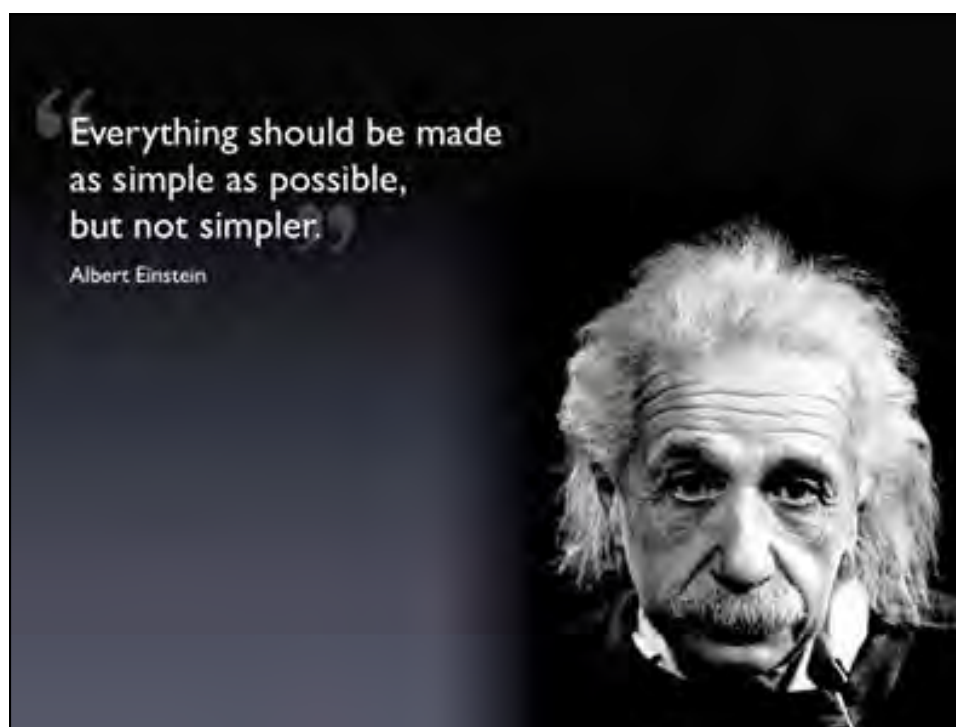 “Everything should be made
as simple as possible,
but not simpler.”
Albert Einstein